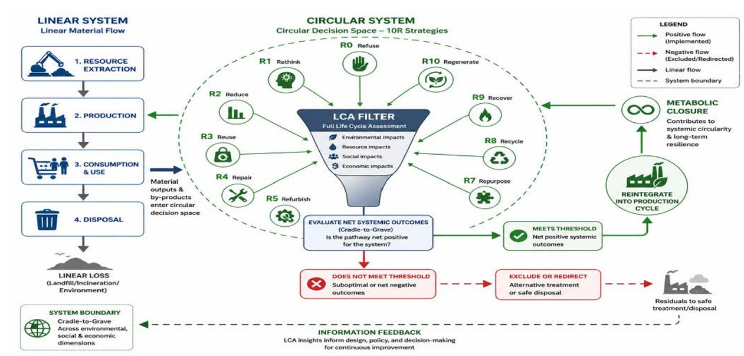 LINEAR SYSTEM
Linear Material Flow
1. RESOURCE
EXTRACTION
2. PRODUCTION
3. CONSUMPTION
& USE
4. DISPOSAL
LINEAR LOSS
(Landfill/Incineration/
Environment)
SYSTEM BOUNDARY
Cradle-to-Grave
Across environmental,
social & economic
dimensions
Material
outputs &
by-products
enter circular
decision space
CIRCULAR SYSTEM
Circular Decision Space – 10R Strategies
R0 Refuse
R1 Rethink
R2 Reduce
R3 Reuse
R4 Repair
R5 Refurbish
R10 Regenerate
R9 Recover
R8 Recycle
R7 Repurpose
LCA FILTER
Full Life Cycle Assessment
Environmental impacts
Resource impacts
Social impacts
Economic impacts
EVALUATE NET SYSTEMIC OUTCOMES
(Cradle-to-Grave)
Is the pathway net positive
for the system?
MEETS THRESHOLD
Net positive systemic
outcomes
DOES NOT MEET THRESHOLD
Suboptimal or net negative
outcomes
EXCLUDE OR REDIRECT
Alternative treatment
or safe disposal
Residuals to safe
treatment/disposal
REINTEGRATE
INTO PRODUCTION
CYCLE
METABOLIC
CLOSURE
Contributes to
systemic circularity
& long-term
resilience
LEGEND
Positive flow
(Implemented)
Negative flow
(Excluded/Redirected)
Linear flow
System boundary
INFORMATION FEEDBACK
LCA insights inform design, policy, and decision-making
for continuous improvement